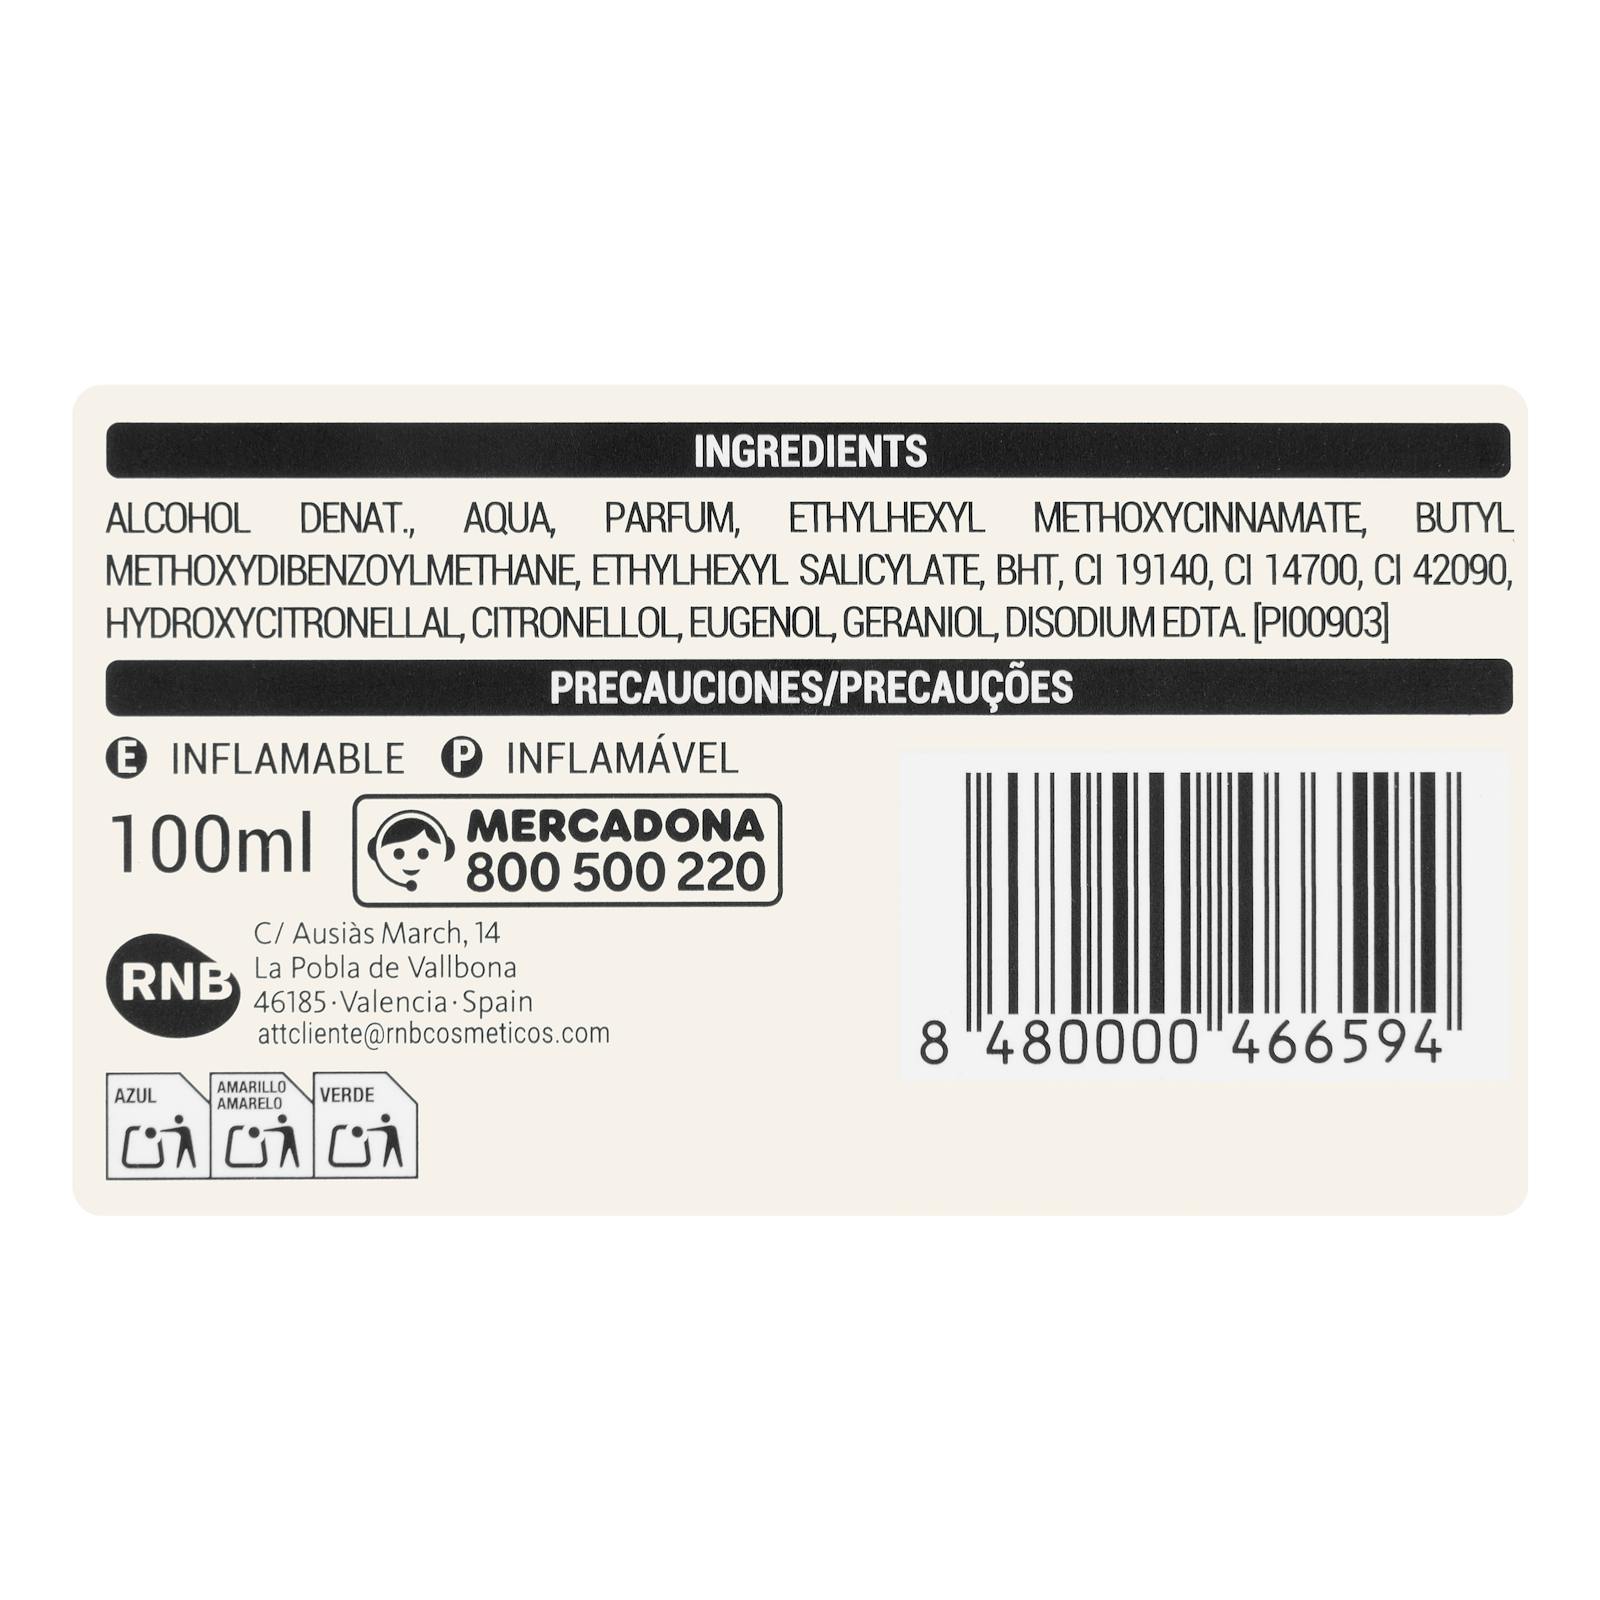 INGREDIENTS
ALCOHOL DENAT., AQUA, PARFUM, ETHYLHEXYL METHOXYCINNAMATE, BUTYL
METHOXYDIBENZOYLMETHANE, ETHYLHEXYL SALICYLATE, BHT, CI 19140, CI 14700, CI 42090,
HYDROXYCITRONELLAL, CITRONELLOL, EUGENOL, GERANIOL, DISODIUM EDTA. [PI00903]
PRECAUCIONES/PRECAUÇÕES
E INFLAMABLE P INFLAMÁVEL
100ml
MERCADONA
800 500 220
RNB
C/ Ausiàs March, 14
La Pobla de Vallbona
46185·Valencia·Spain
attcliente@rnbcosmeticos.com
AZUL
AMARILLO
AMARELO
VERDE
8 480000 466594